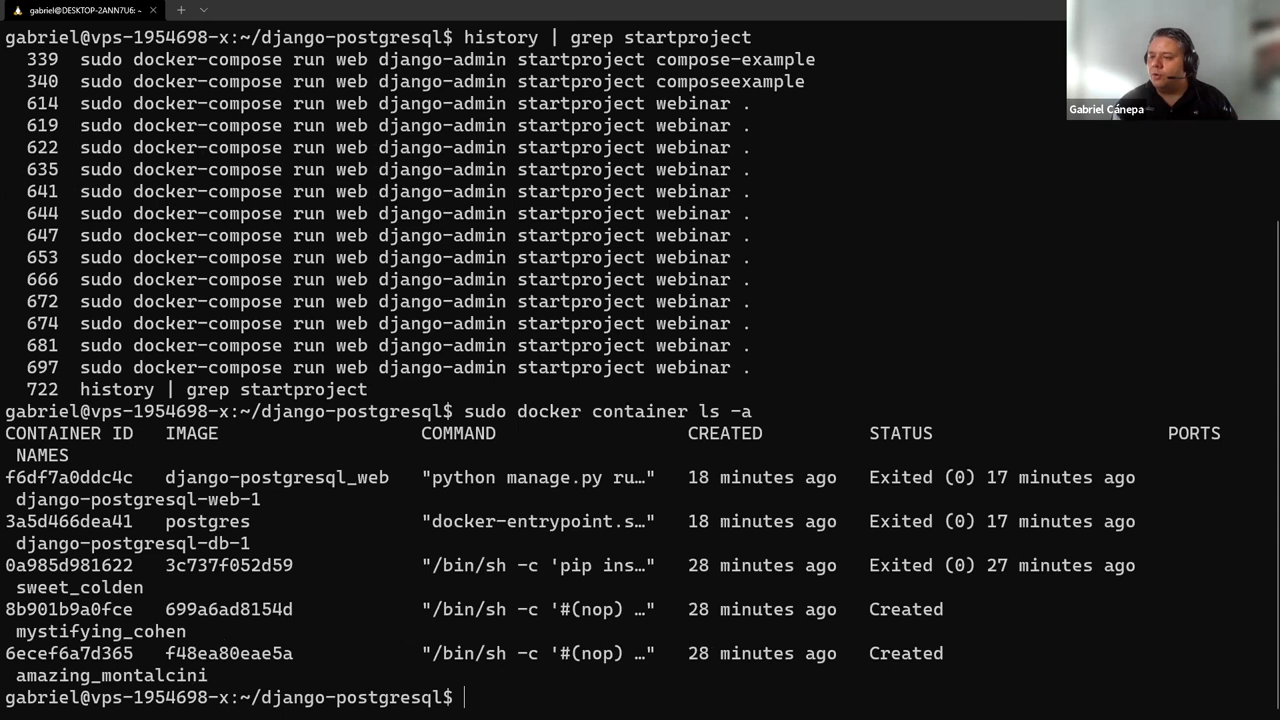 gabriel@DESKTOP-2ANN7U6: ~
gabriel@vps-1954698-x:~/django-postgresql$ history | grep startproject
339 sudo docker-compose run web django-admin startproject compose-example
340 sudo docker-compose run web django-admin startproject composeexample
614 sudo docker-compose run web django-admin startproject webinar .
619 sudo docker-compose run web django-admin startproject webinar .
622 sudo docker-compose run web django-admin startproject webinar .
635 sudo docker-compose run web django-admin startproject webinar .
641 sudo docker-compose run web django-admin startproject webinar .
644 sudo docker-compose run web django-admin startproject webinar .
647 sudo docker-compose run web django-admin startproject webinar .
653 sudo docker-compose run web django-admin startproject webinar .
666 sudo docker-compose run web django-admin startproject webinar .
672 sudo docker-compose run web django-admin startproject webinar .
674 sudo docker-compose run web django-admin startproject webinar .
681 sudo docker-compose run web django-admin startproject webinar .
697 sudo docker-compose run web django-admin startproject webinar .
722 history | grep startproject
gabriel@vps-1954698-x:~/django-postgresql$ sudo docker container ls -a
CONTAINER ID IMAGE COMMAND CREATED STATUS PORTS
NAMES
f6df7a0ddc4c django-postgresql_web "python manage.py ru…" 18 minutes ago Exited (0) 17 minutes ago
django-postgresql-web-1
3a5d466dea41 postgres "docker-entrypoint.s…" 18 minutes ago Exited (0) 17 minutes ago
django-postgresql-db-1
0a985d981622 3c737f052d59 "/bin/sh -c 'pip ins…" 28 minutes ago Exited (0) 27 minutes ago
sweet_colden
8b901b9a0fce 699a6ad8154d "/bin/sh -c '#(nop) …" 28 minutes ago Created
mystifying_cohen
6ecef6a7d365 f48ea80eae5a "/bin/sh -c '#(nop) …" 28 minutes ago Created
amazing_montalcini
gabriel@vps-1954698-x:~/django-postgresql$
Gabriel Cánepa